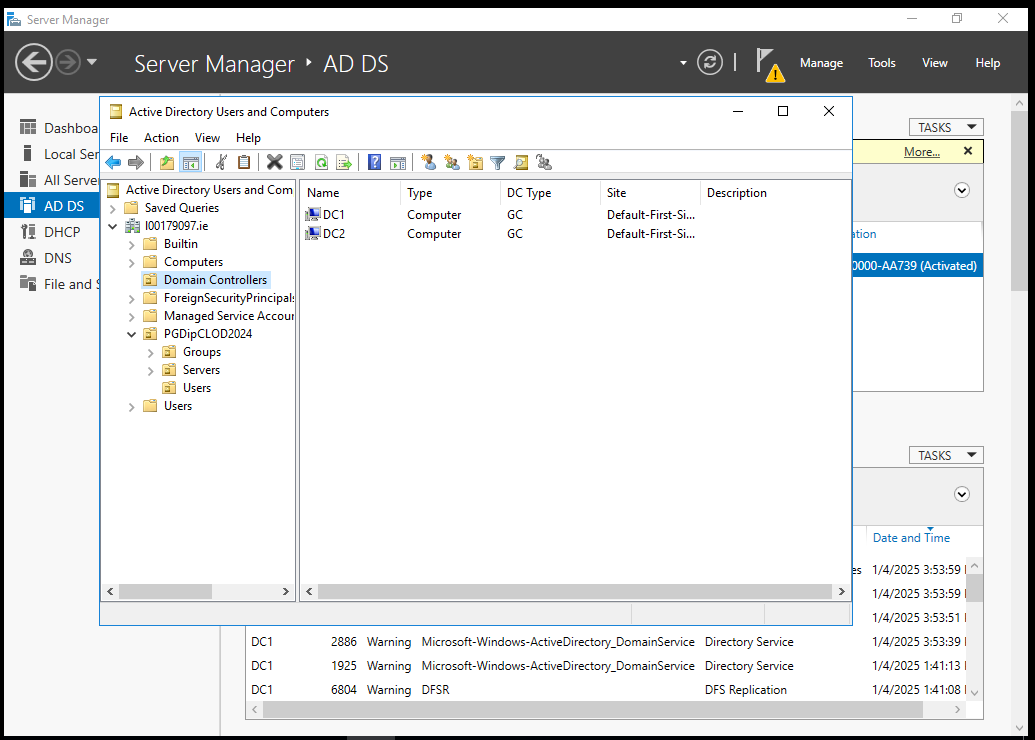 Server Manager
Server Manager ‣ AD DS
Manage Tools View Help
Dashboa
Local Ser
All Server
AD DS
DHCP
DNS
File and S
Active Directory Users and Computers
File Action View Help
Active Directory Users and Com
Saved Queries
I00179097.ie
Builtin
Computers
Domain Controllers
ForeignSecurityPrincipals
Managed Service Accour
PGDipCLOD2024
Groups
Servers
Users
Users
Name Type DC Type Site Description
DC1 Computer GC Default-First-Si...
DC2 Computer GC Default-First-Si...
TASKS
More...
ation
0000-AA739 (Activated)
TASKS
Date and Time
es 1/4/2025 3:53:59
1/4/2025 3:53:59
1/4/2025 3:53:51
DC1 2886 Warning Microsoft-Windows-ActiveDirectory_DomainService Directory Service 1/4/2025 3:53:39
DC1 1925 Warning Microsoft-Windows-ActiveDirectory_DomainService Directory Service 1/4/2025 1:41:13
DC1 6804 Warning DFSR DFS Replication 1/4/2025 1:41:08